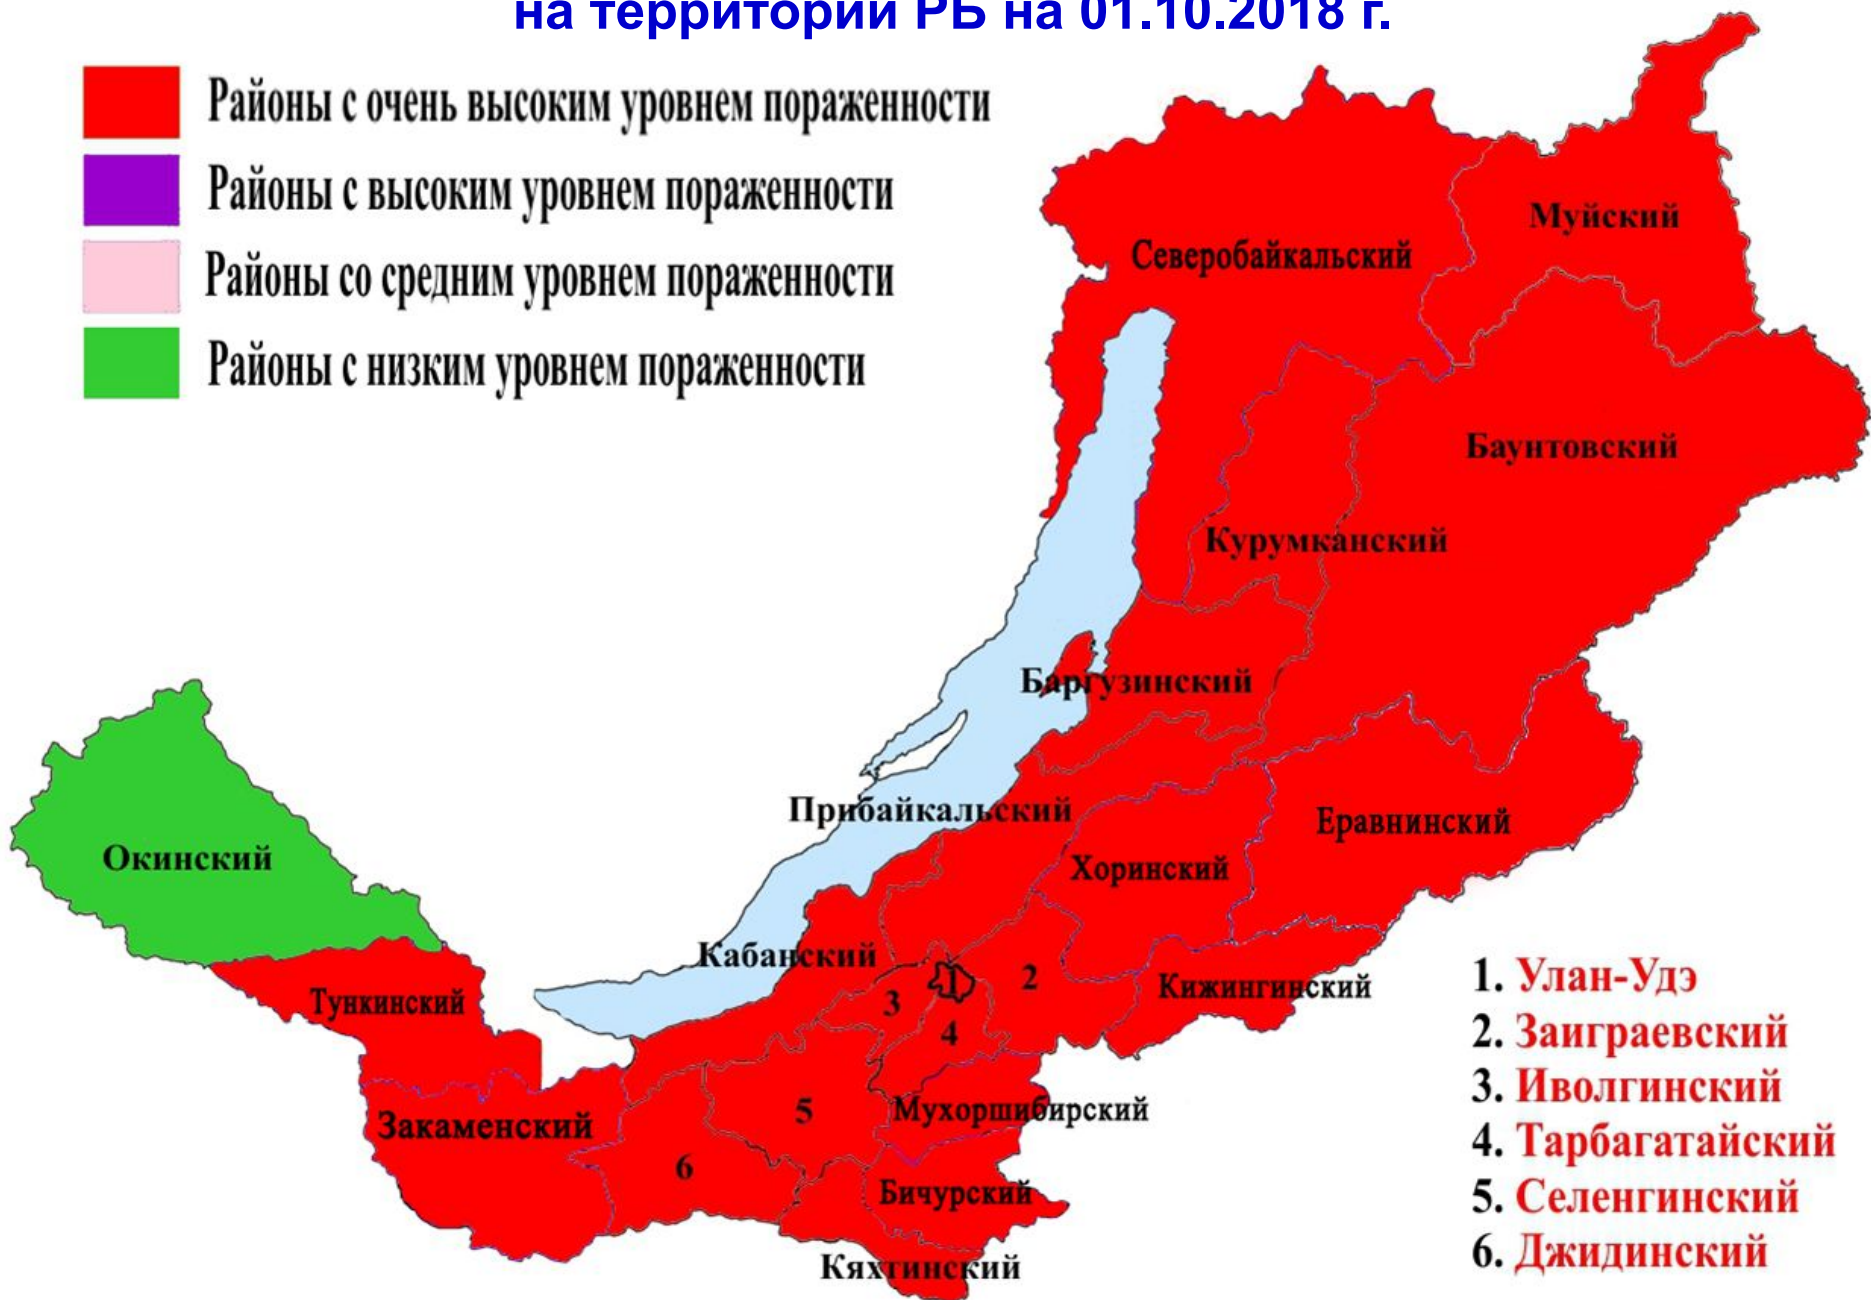 на территории РБ на 01.10.2018 г.
Районы с очень высоким уровнем пораженности
Районы с высоким уровнем пораженности
Районы со средним уровнем пораженности
Районы с низким уровнем пораженности
Муйский
Северобайкальский
Баунтовский
Курумканский
Баргузинский
Прибайкальский
Еравнинский
Хоринский
Окинский
Кабанский
Тункинский
1
2
3
4
Кижингинский
Закаменский
5
Мухоршибирский
6
Бичурский
Кяхтинский
1. Улан-Удэ
2. Заиграевский
3. Иволгинский
4. Тарбагатайский
5. Селенгинский
6. Джидинский